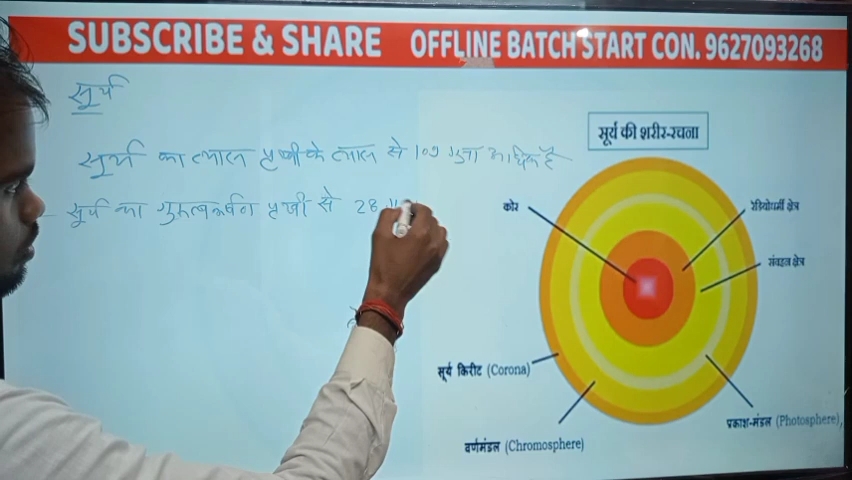 SUBSCRIBE & SHARE OFFLINE BATCH START CON. 9627093268
सूर्य
सूर्य का व्यास पृथ्वी के व्यास से 109 गुना अधिक है
सूर्य का गुरुत्वाकर्षण पृथ्वी से 28
सूर्य की शरीर-रचना
कोर
रेडियोधर्मी क्षेत्र
संवहन क्षेत्र
सूर्य किरीट (Corona)
वर्णमंडल (Chromosphere)
प्रकाश-मंडल (Photosphere),